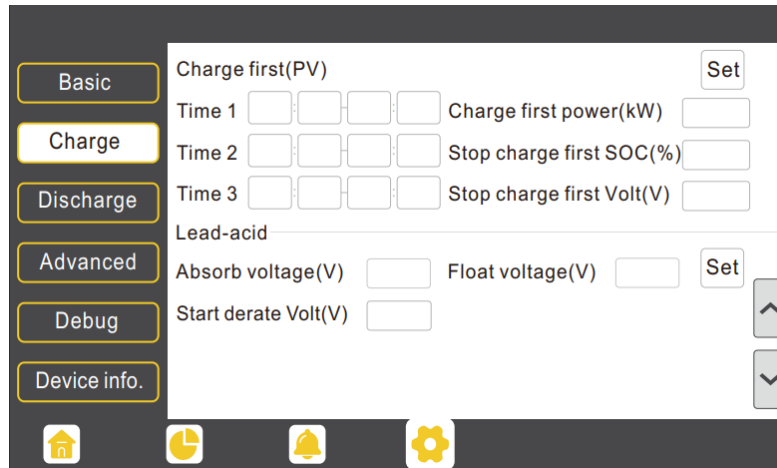 Basic
Charge
Discharge
Advanced
Debug
Device info.
Charge first(PV) Set
Time 1 : - : Charge first power(kW)
Time 2 : - : Stop charge first SOC(%)
Time 3 : - : Stop charge first Volt(V)
Lead-acid
Absorb voltage(V) Float voltage(V) Set
Start derate Volt(V)